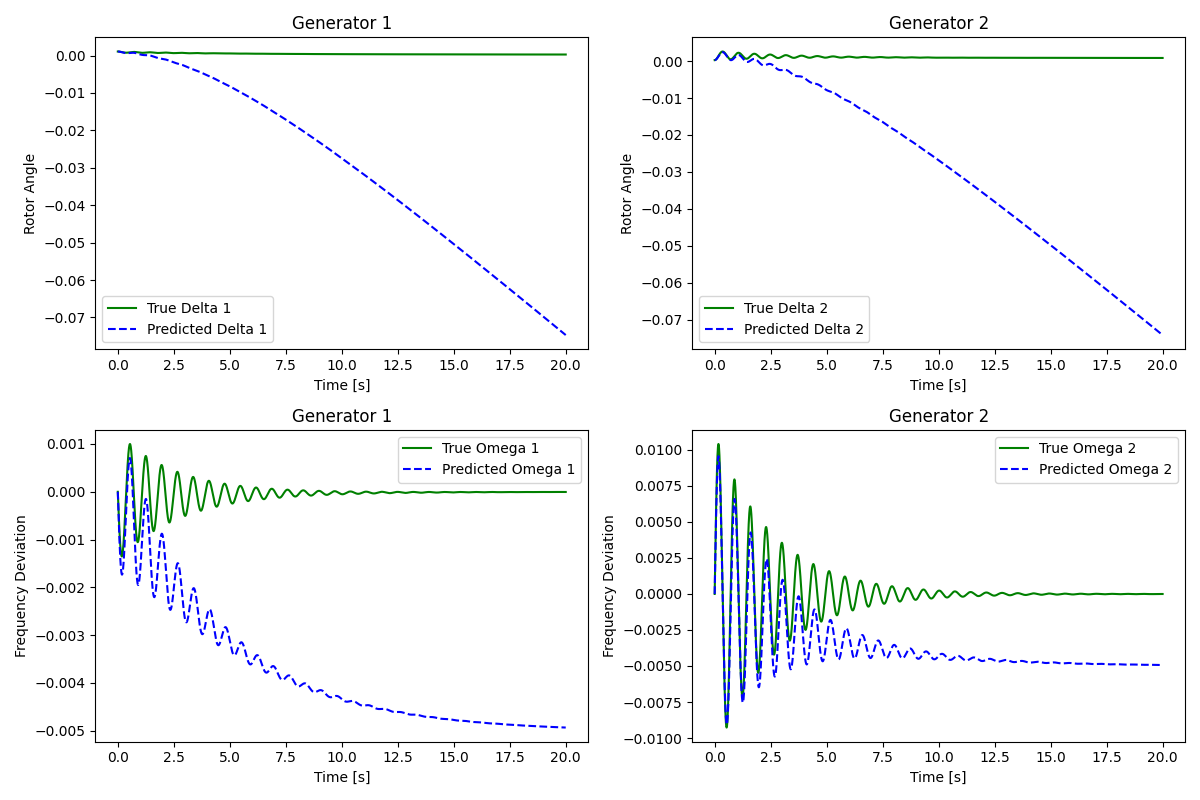 Generator 1
Rotor Angle
0.00
−0.01
−0.02
−0.03
−0.04
−0.05
−0.06
−0.07
True Delta 1
Predicted Delta 1
0.0 2.5 5.0 7.5 10.0 12.5 15.0 17.5 20.0
Time [s]
Generator 2
Rotor Angle
0.00
−0.01
−0.02
−0.03
−0.04
−0.05
−0.06
−0.07
True Delta 2
Predicted Delta 2
0.0 2.5 5.0 7.5 10.0 12.5 15.0 17.5 20.0
Time [s]
Generator 1
Frequency Deviation
0.001
0.000
−0.001
−0.002
−0.003
−0.004
−0.005
True Omega 1
Predicted Omega 1
0.0 2.5 5.0 7.5 10.0 12.5 15.0 17.5 20.0
Time [s]
Generator 2
Frequency Deviation
0.0100
0.0075
0.0050
0.0025
0.0000
−0.0025
−0.0050
−0.0075
−0.0100
True Omega 2
Predicted Omega 2
0.0 2.5 5.0 7.5 10.0 12.5 15.0 17.5 20.0
Time [s]